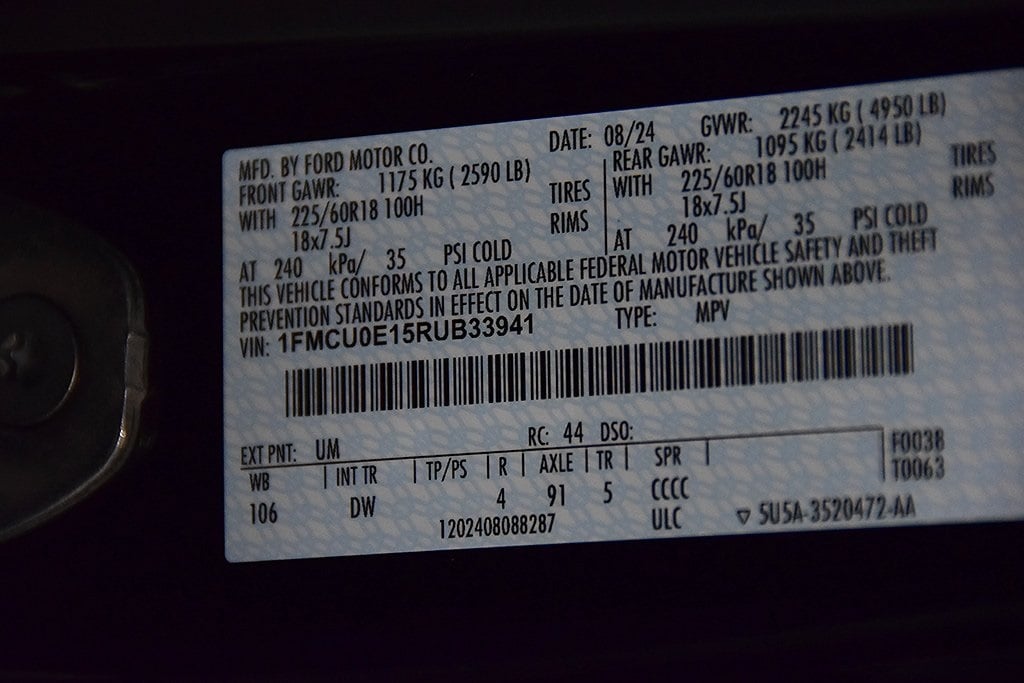 MFD. BY FORD MOTOR CO. DATE: 08/24 GVWR: 2245 KG ( 4950 LB)
FRONT GAWR: 1175 KG ( 2590 LB) REAR GAWR: 1095 KG ( 2414 LB)
WITH 225/60R18 100H TIRES WITH 225/60R18 100H TIRES
18x7.5J RIMS 18x7.5J RIMS
AT 240 kPa/ 35 PSI COLD AT 240 kPa/ 35 PSI COLD
THIS VEHICLE CONFORMS TO ALL APPLICABLE FEDERAL MOTOR VEHICLE SAFETY AND THEFT
PREVENTION STANDARDS IN EFFECT ON THE DATE OF MANUFACTURE SHOWN ABOVE.
VIN: 1FMCU0E15RUB33941 TYPE: MPV
EXT PNT: UM RC: 44 DSO: F0038
WB INT TR TP/PS R AXLE TR SPR T0063
106 DW 4 91 5 CCCC
1202408088287 ULC ▽ 5U5A-3520472-AA